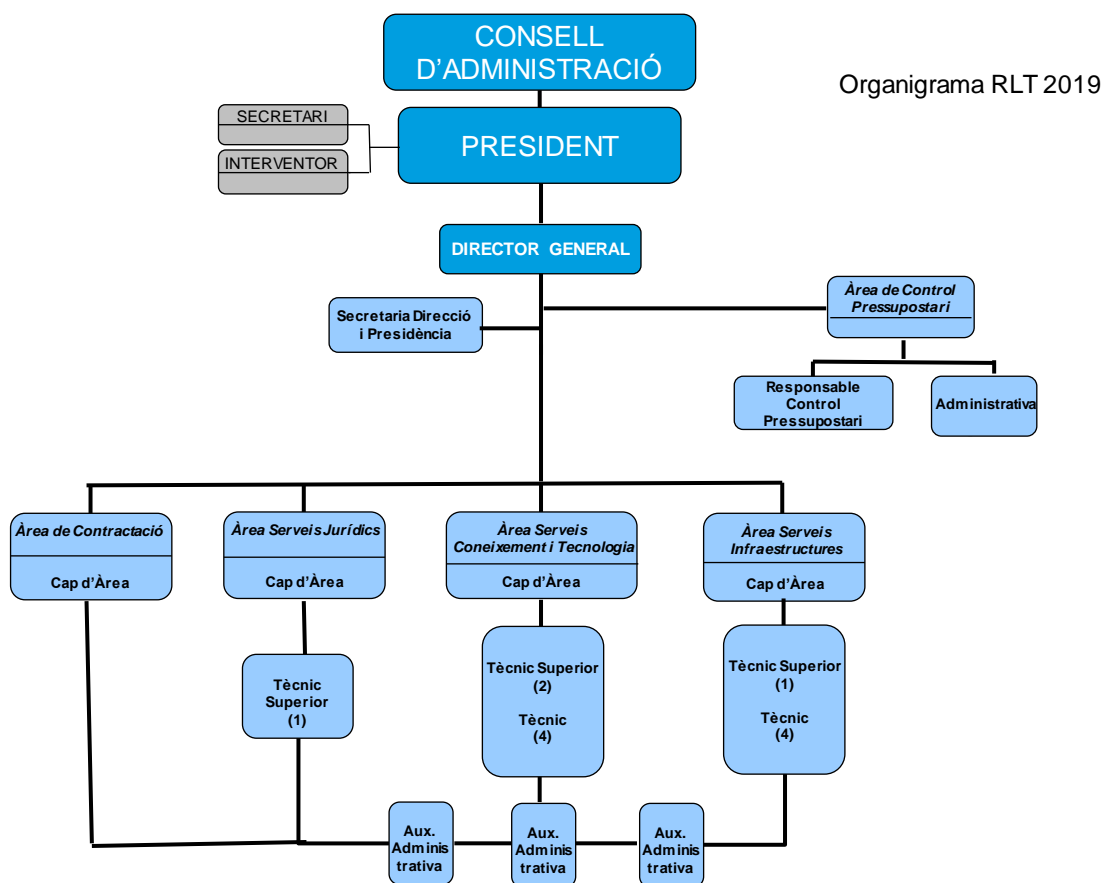 CONSELL
D'ADMINISTRACIÓ
Organigrama RLT 2019
SECRETARI
PRESIDENT
INTERVENTOR
DIRECTOR GENERAL
Àrea de Control
Pressupostari
Secretaria Direcció
i Presidència
Responsable
Control
Pressupostari
Administrativa
Àrea de Contractació
Cap d'Àrea
Àrea Serveis Jurídics
Cap d'Àrea
Àrea Serveis
Coneixement i Tecnologia
Cap d'Àrea
Àrea Serveis
Infraestructures
Cap d'Àrea
Tècnic
Superior
(1)
Tècnic Superior
(2)
Tècnic
(4)
Tècnic Superior
(1)
Tècnic
(4)
Aux.
Adminis
trativa
Aux.
Adminis
trativa
Aux.
Adminis
trativa